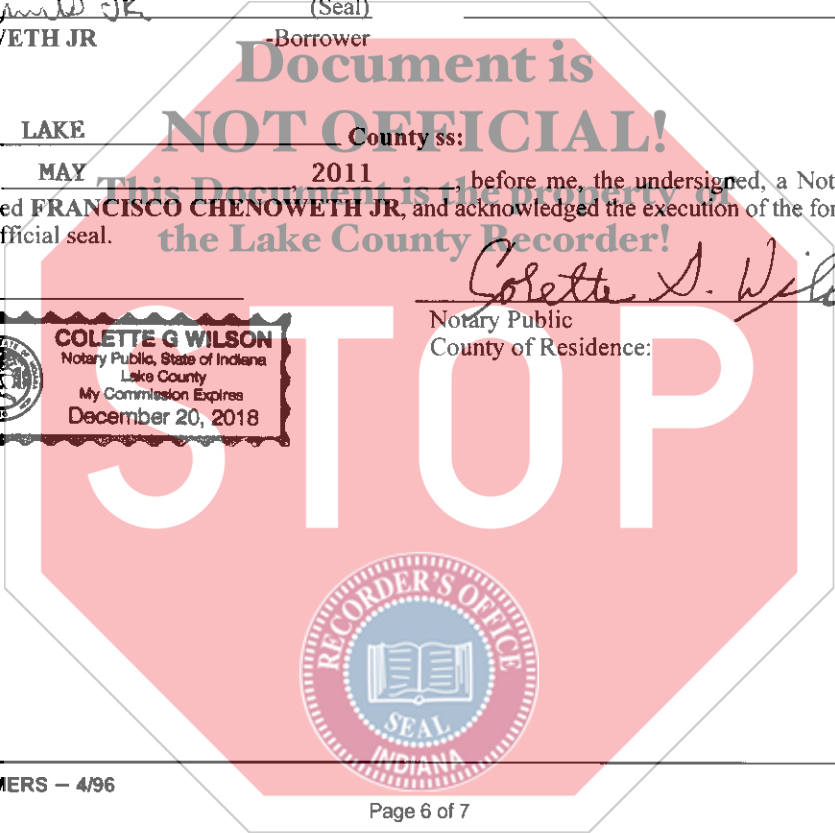 JR (Seal)
ETH JR -Borrower
Document is
LAKE County ss:
NOT OFFICIAL!
MAY 2011 , before me, the undersigned, a Not
This Document is the property of
ed FRANCISCO CHENOWETH JR, and acknowledged the execution of the for
fficial seal.
the Lake County Recorder!
Colette G. Wils
Notary Public
County of Residence:
COLETTE G WILSON
Notary Public, State of Indiana
Lake County
My Commission Expires
December 20, 2018
STOP
RECORDER'S OFFICE
SEAL
INDIANA
MERS – 4/96
Page 6 of 7